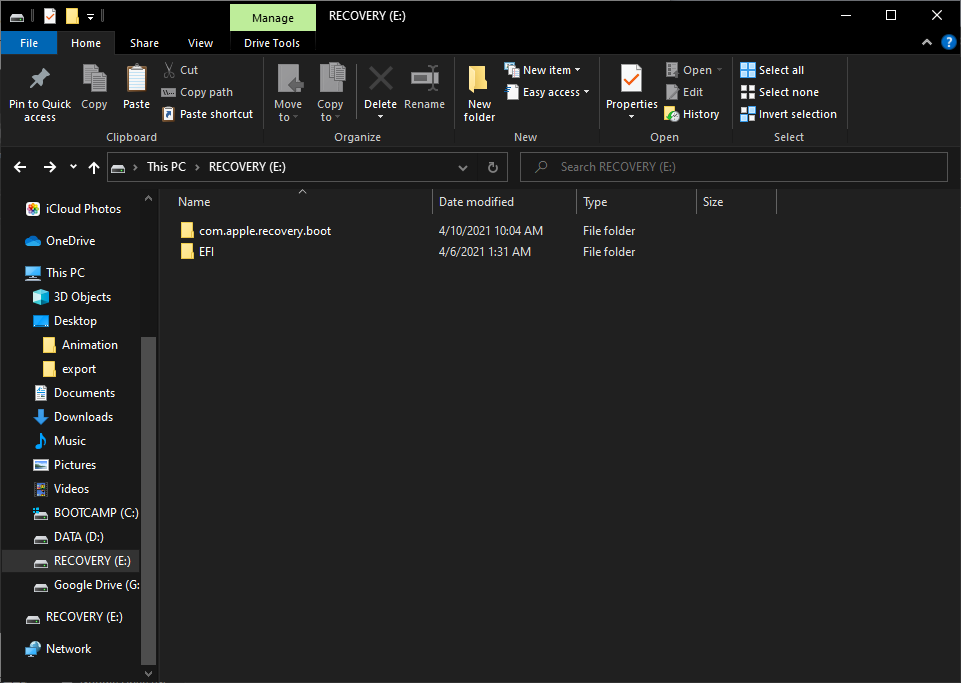 Manage
RECOVERY (E:)
File
Home
Share
View
Drive Tools
?
Pin to Quick
access
Copy
Paste
Cut
Copy path
Paste shortcut
Clipboard
Move
to
Copy
to
Delete
Rename
Organize
New
folder
New item
Easy access
New
Properties
Open
Edit
History
Open
Select all
Select none
Invert selection
Select
This PC > RECOVERY (E:)
Search RECOVERY (E:)
Name
Date modified
Type
Size
com.apple.recovery.boot 4/10/2021 10:04 AM File folder
EFI 4/6/2021 1:31 AM File folder
iCloud Photos
OneDrive
This PC
3D Objects
Desktop
Animation
export
Documents
Downloads
Music
Pictures
Videos
BOOTCAMP (C:)
DATA (D:)
RECOVERY (E:)
Google Drive (G:
RECOVERY (E:)
Network